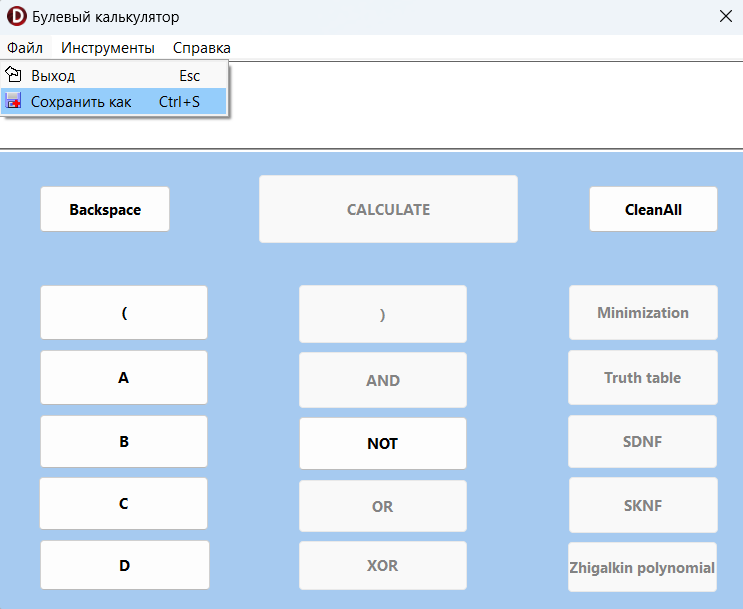 Булевый калькулятор
Файл Инструменты Справка
Выход Esc
Сохранить как Ctrl+S
Backspace CALCULATE CleanAll
( ) Minimization
A AND Truth table
B NOT SDNF
C OR SKNF
D XOR Zhigalkin polynomial